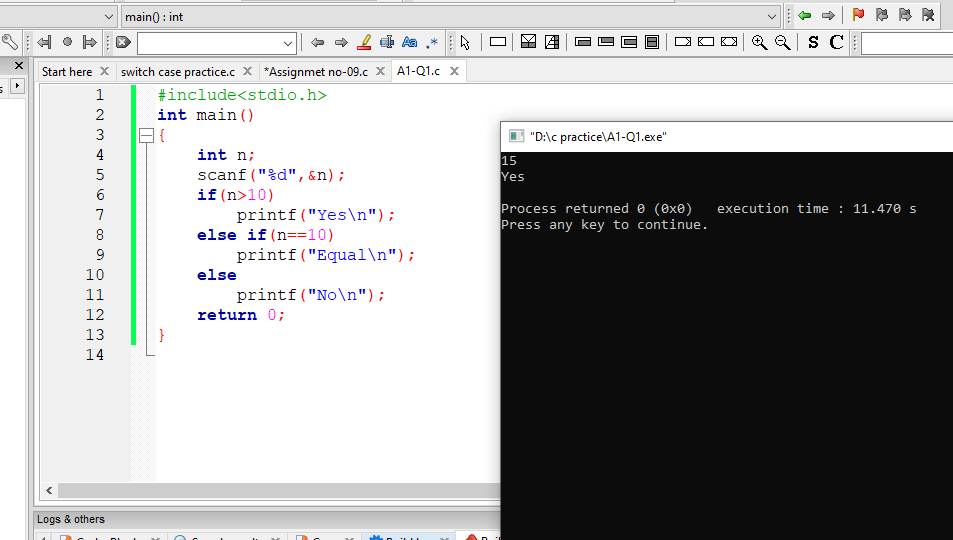 main() : int
S C
Start here
switch case practice.c
*Assignmet no-09.c
A1-Q1.c
s
1 #include<stdio.h>
2 int main()
3 {
4 int n;
5 scanf("%d",&n);
6 if(n>10)
7 printf("Yes\n");
8 else if(n==10)
9 printf("Equal\n");
10 else
11 printf("No\n");
12 return 0;
13 }
14
"D:\c practice\A1-Q1.exe"
15
Yes
Process returned 0 (0x0) execution time : 11.470 s
Press any key to continue.
Logs & others